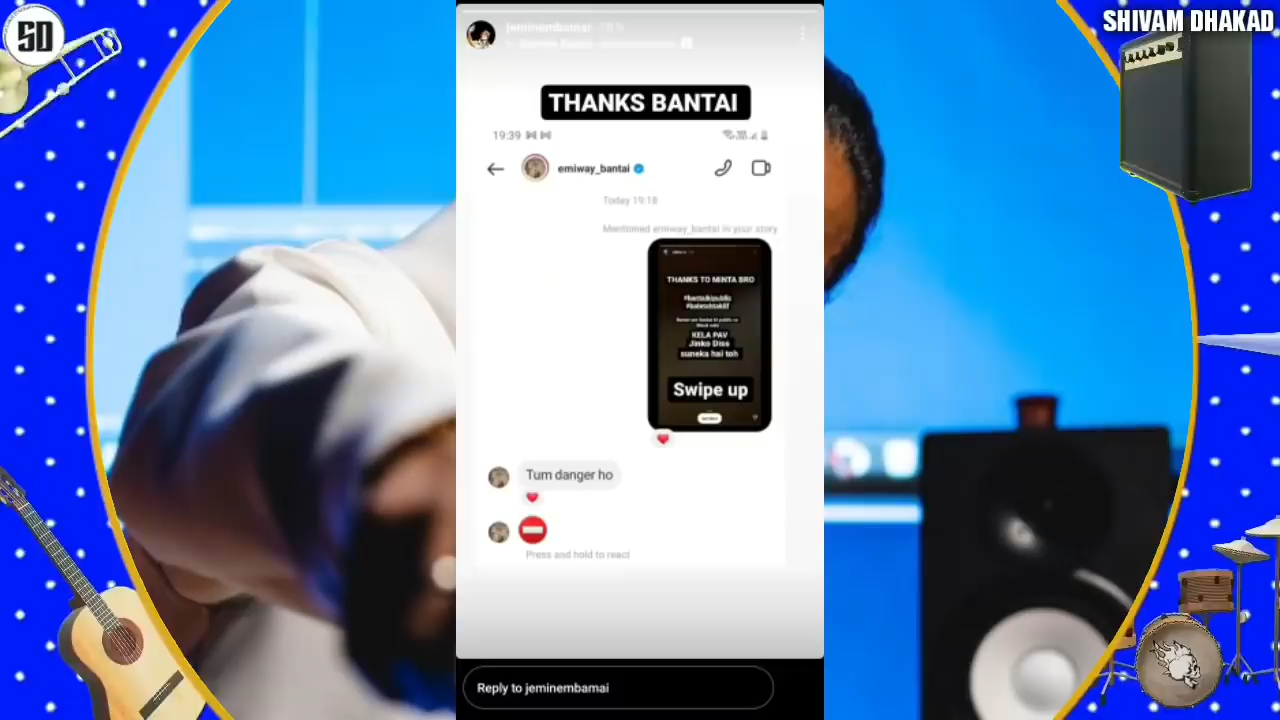 SD
SHIVAM DHAKAD
jeminembamai
THANKS BANTAI
19:39
emiway_bantai
Today 19:18
Mentioned emiway_bantai in your story
THANKS TO MINTA BRO
#bantaikipublic
KELA PAV
Jinko Diss
suneka hai toh
Swipe up
Tum danger ho
Press and hold to react
Reply to jeminembamai